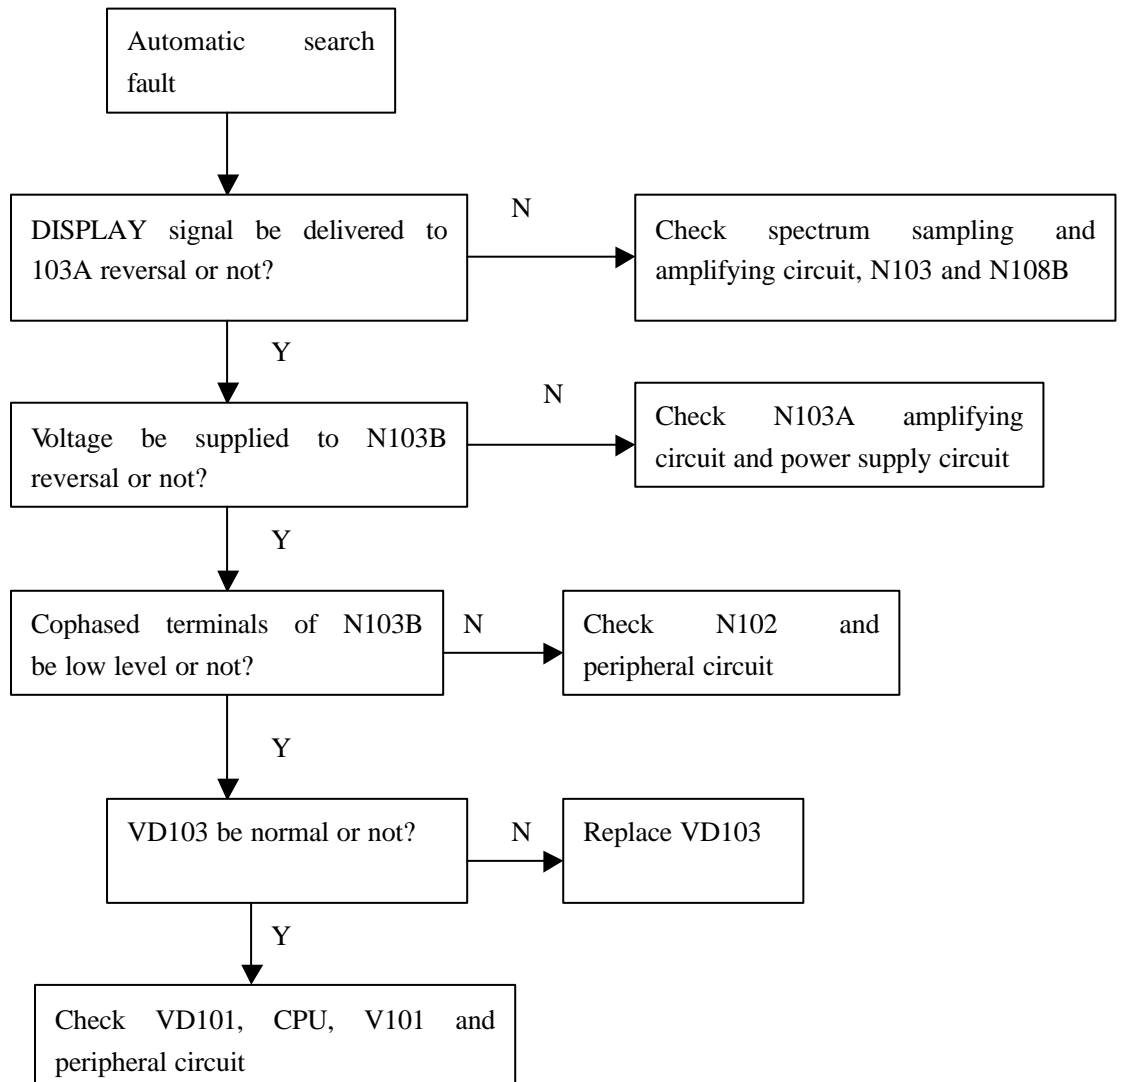 Automatic search
fault
DISPLAY signal be delivered to
103A reversal or not?
N
Check spectrum sampling and
amplifying circuit, N103 and N108B
Y
Voltage be supplied to N103B
reversal or not?
N
Check N103A amplifying
circuit and power supply circuit
Y
Cophased terminals of N103B
be low level or not?
N
Check N102 and
peripheral circuit
Y
VD103 be normal or not?
N
Replace VD103
Y
Check VD101, CPU, V101 and
peripheral circuit